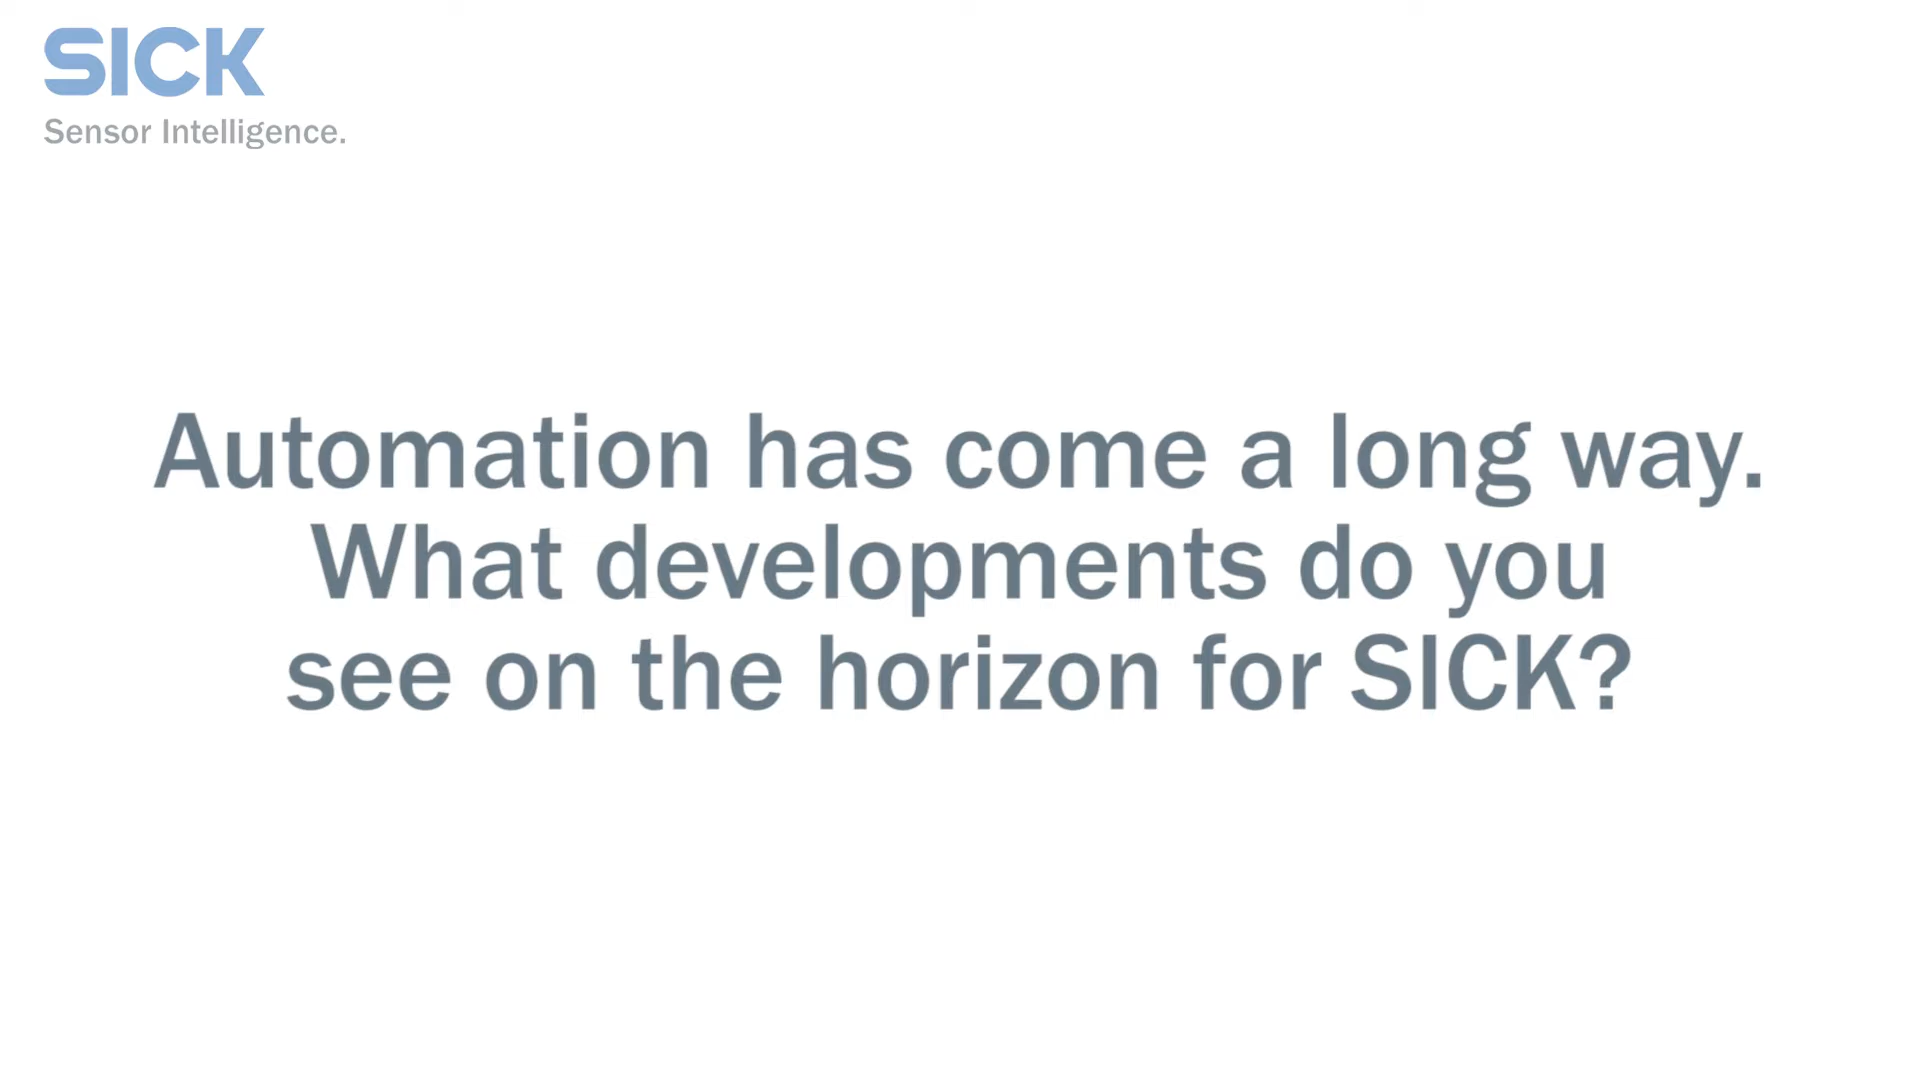 SICK
Sensor Intelligence.
Automation has come a long way.
What developments do you
see on the horizon for SICK?